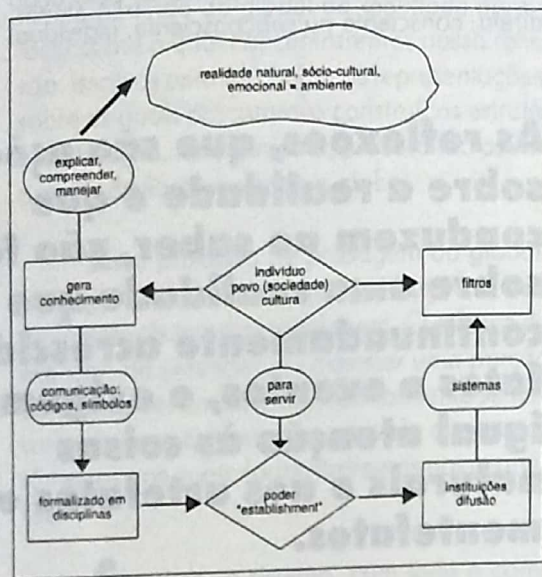 realidade natural, sócio-cultural,
emocional = ambiente
explicar,
compreender,
manejar
gera
conhecimento
indivíduo
povo (sociedade)
cultura
filtros
comunicação:
códigos, símbolos
para
servir
sistemas
formalizado em
disciplinas
poder
"establishment"
instituições
difusão